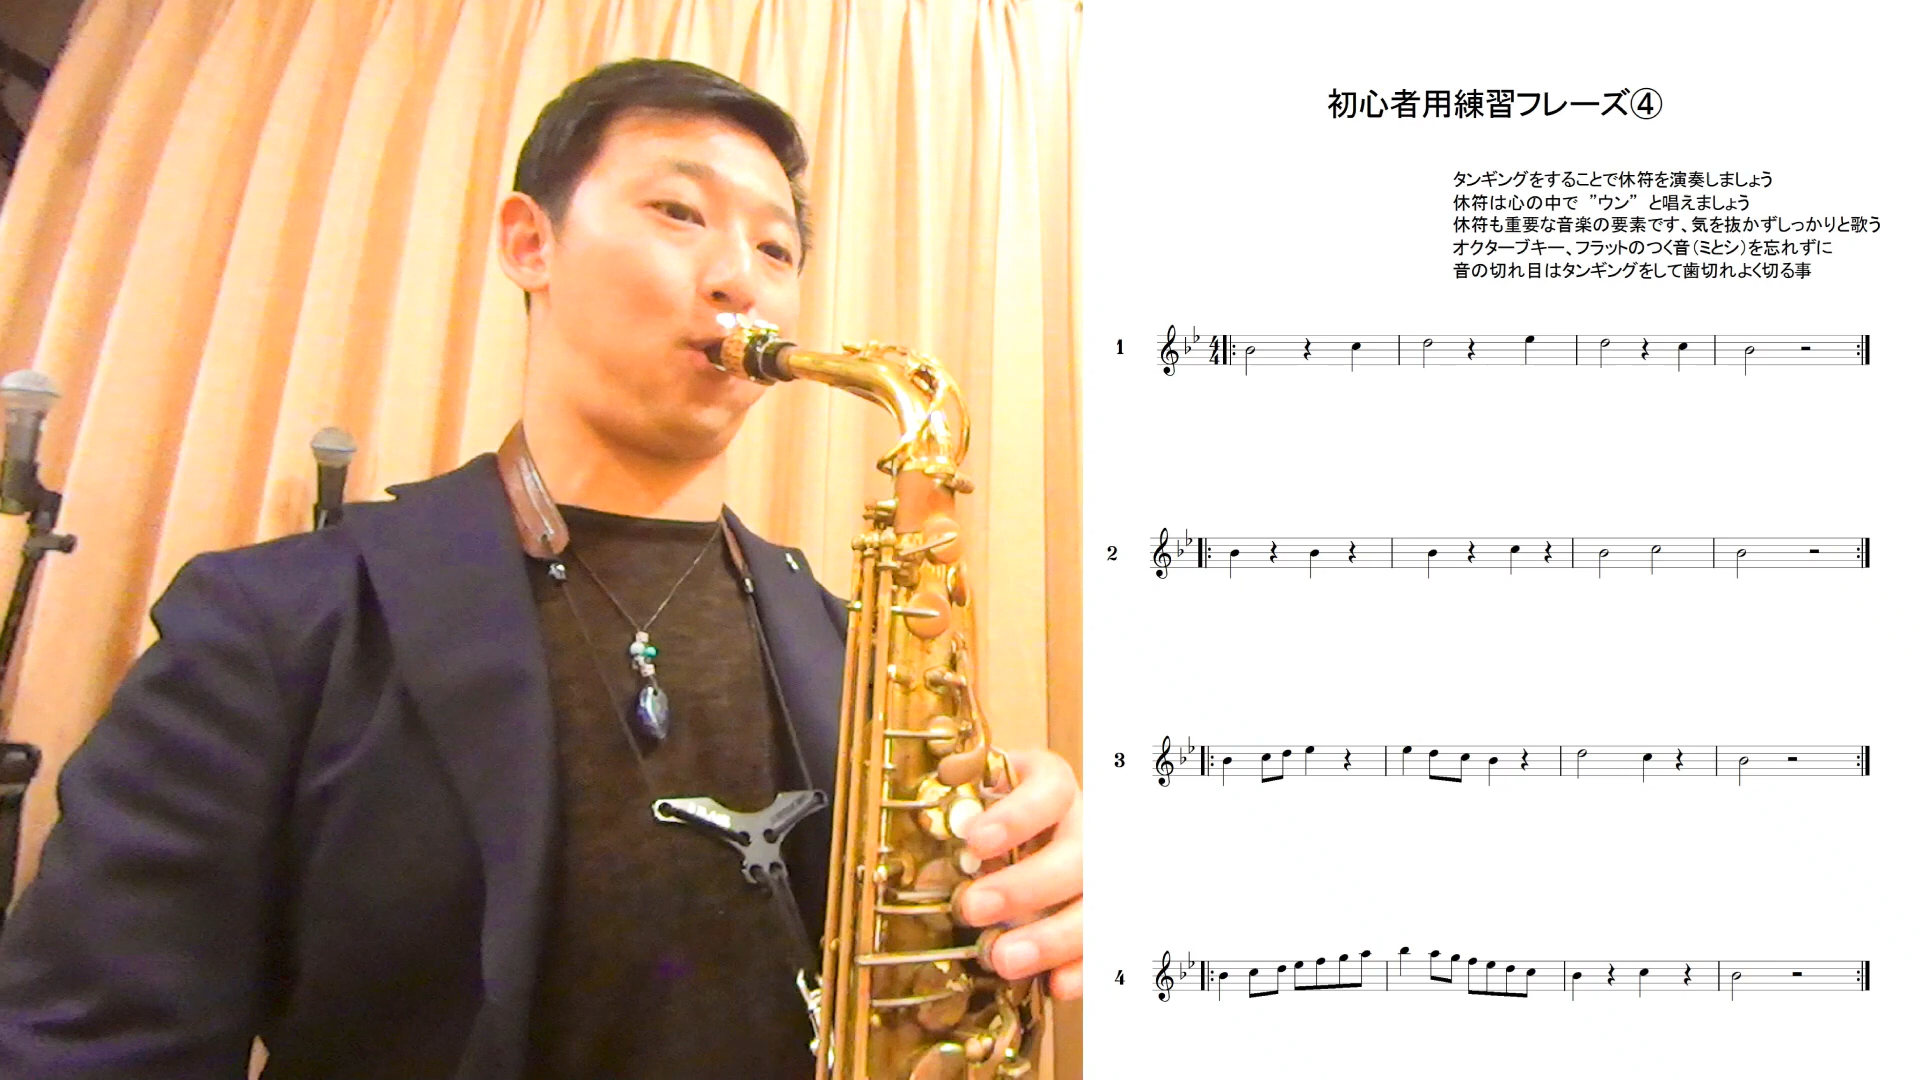 初心者用練習フレーズ④
タンギングをすることで休符を演奏しましょう
休符は心の中で ”ウン” と唱えましょう
休符も重要な音楽の要素です、気を抜かずしっかりと歌う
オクターブキー、フラットのつく音(ミとシ)を忘れずに
音の切れ目はタンギングをして歯切れよく切る事
1
4
4
2
3
4